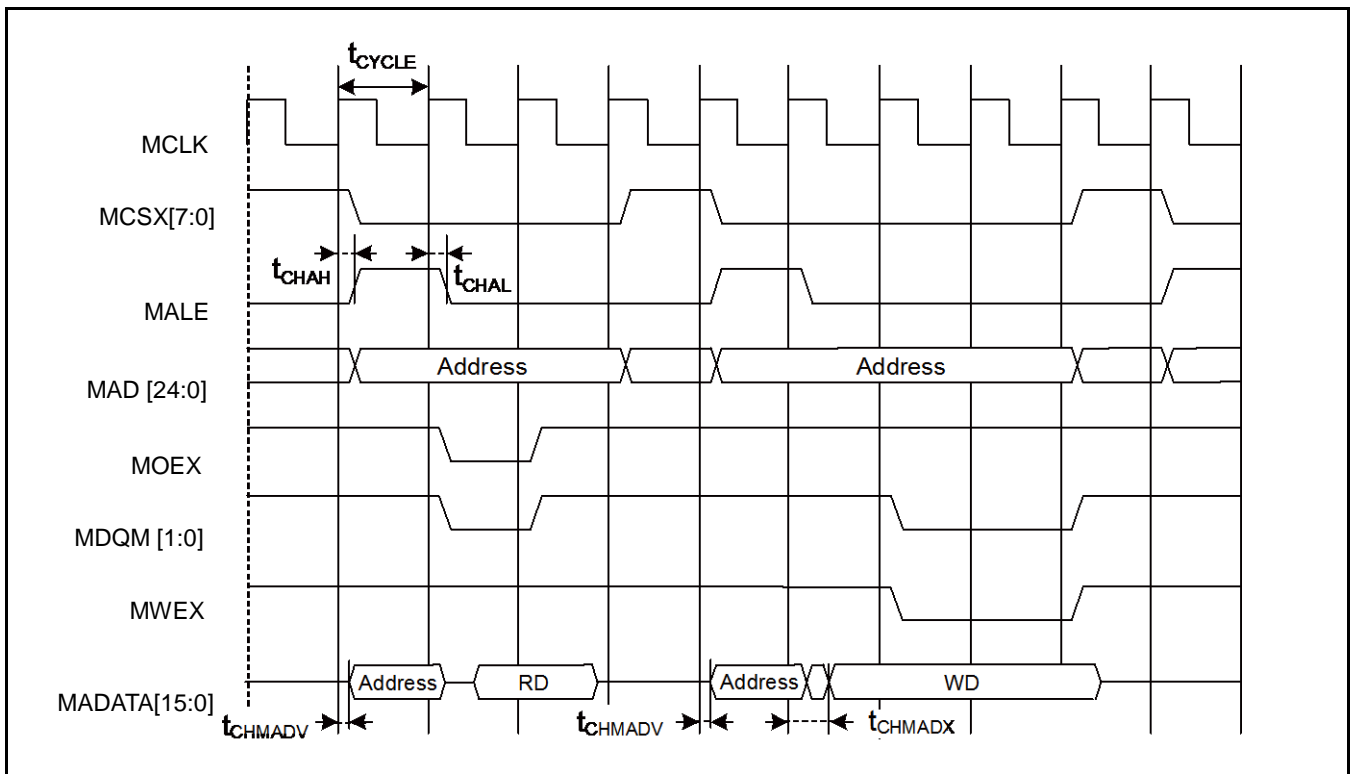 tCYCLE
MCLK
MCSX[7:0]
tCHAH
tCHAL
MALE
Address
Address
MAD [24:0]
MOEX
MDQM [1:0]
MWEX
Address
RD
Address
WD
MADATA[15:0]
tCHMADV
tCHMADV
tCHMADX